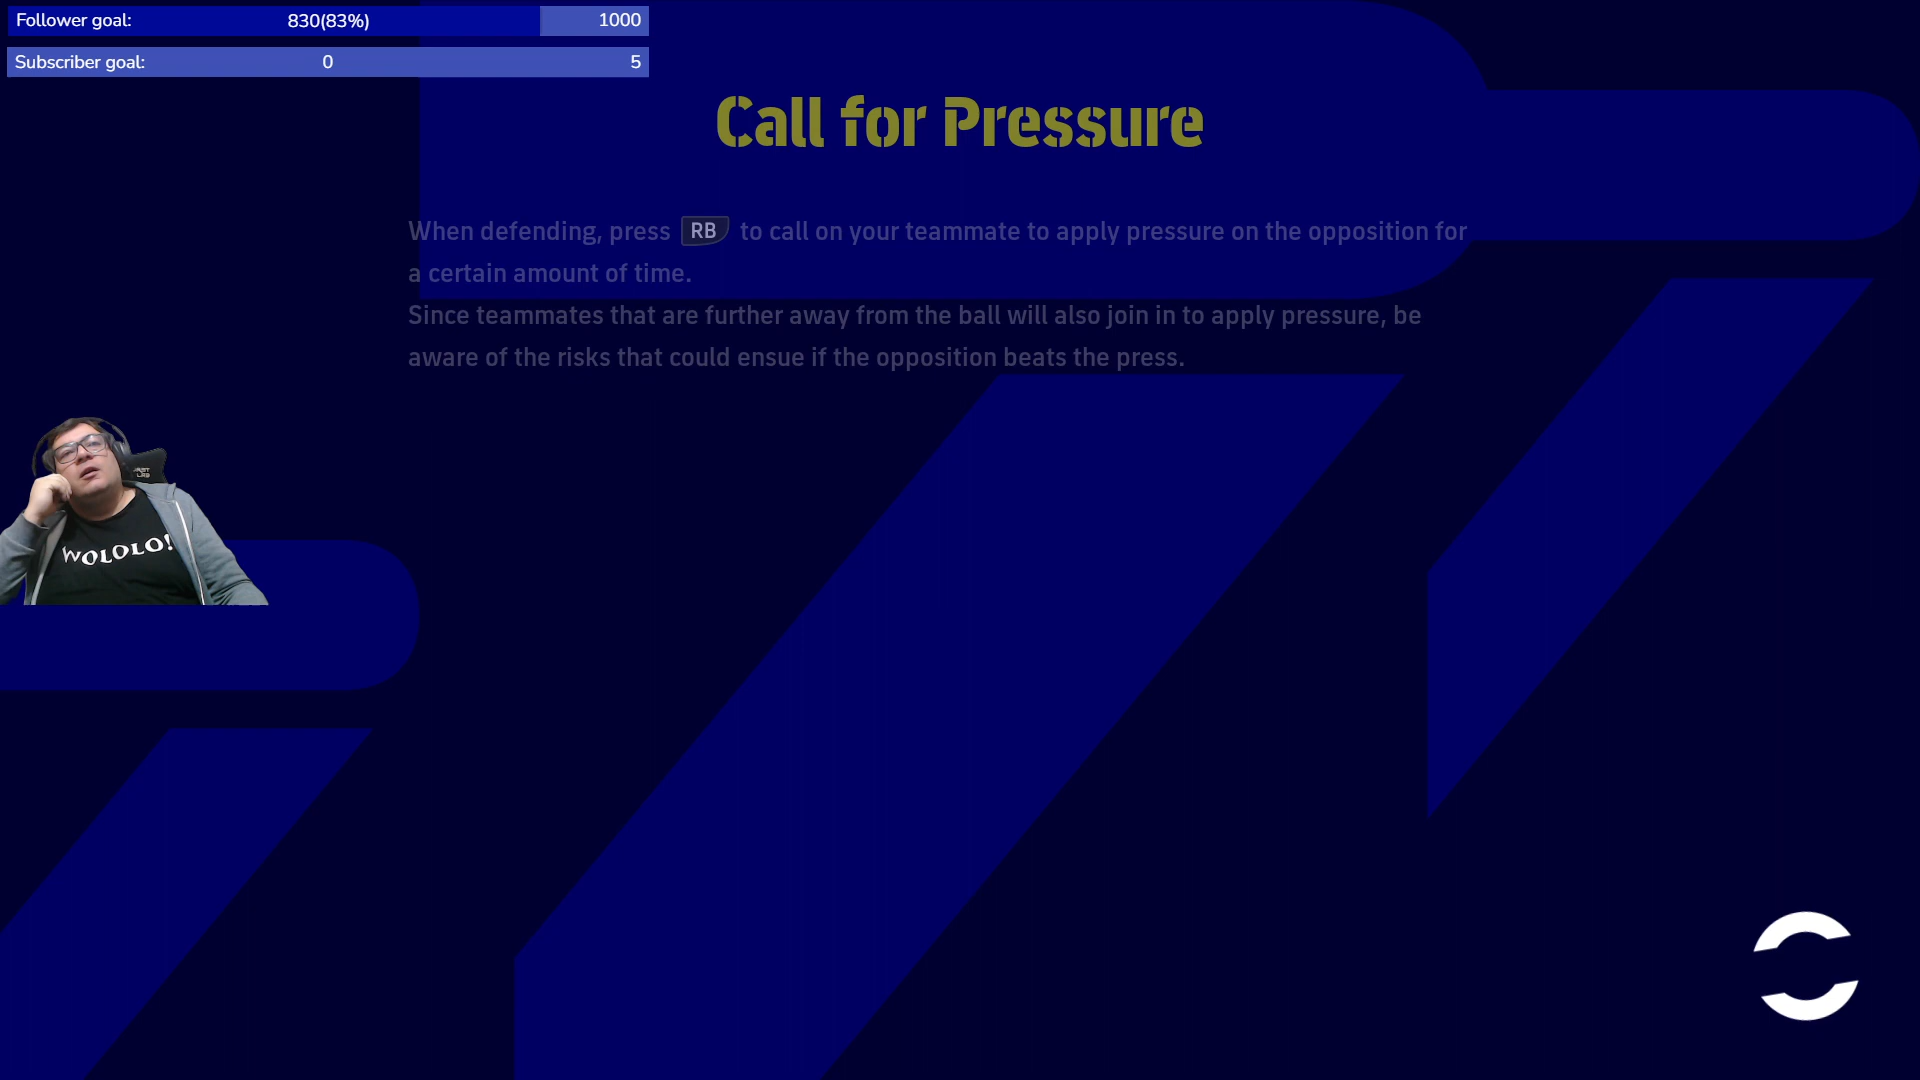 Follower goal: 830(83%) 1000
Subscriber goal: 0 5
Call for Pressure
When defending, press RB to call on your teammate to apply pressure on the opposition for
a certain amount of time.
Since teammates that are further away from the ball will also join in to apply pressure, be
aware of the risks that could ensue if the opposition beats the press.
WOLOLO!